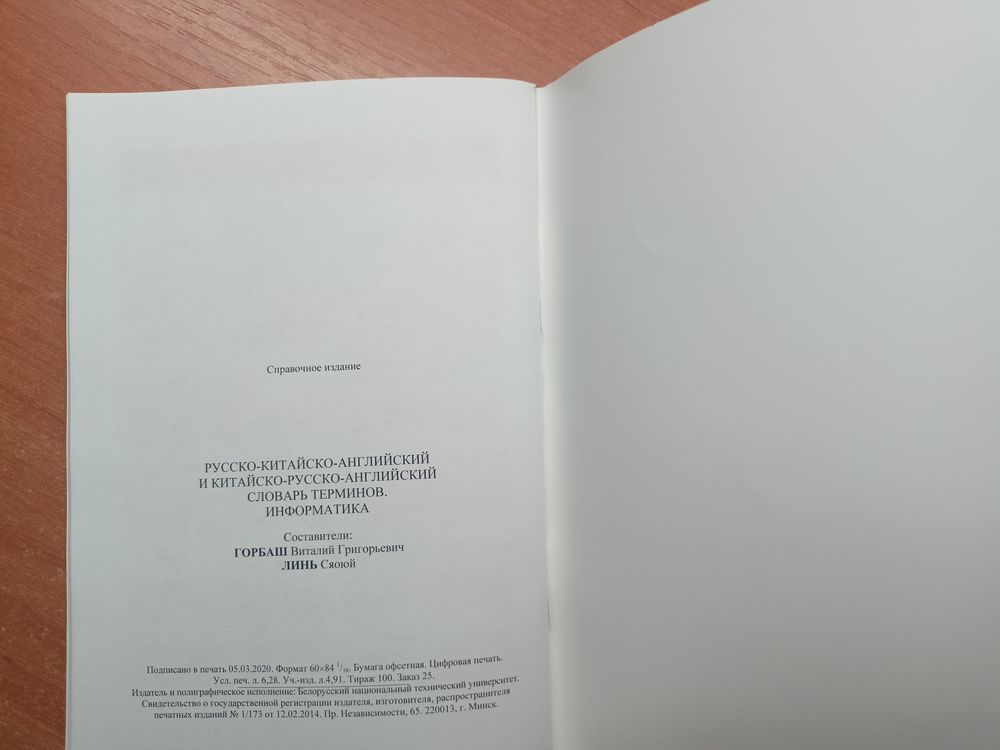 Справочное издание
РУССКО-КИТАЙСКО-АНГЛИЙСКИЙ
И КИТАЙСКО-РУССКО-АНГЛИЙСКИЙ
СЛОВАРЬ ТЕРМИНОВ.
ИНФОРМАТИКА
Составители:
ГОРБАШ Виталий Григорьевич
ЛИНЬ Сяоюй
Подписано в печать 05.03.2020. Формат 60×84 1/16. Бумага офсетная. Цифровая печать.
Усл. печ. л. 6,28. Уч.-изд. л.4,91. Тираж 100. Заказ 25.
Издатель и полиграфическое исполнение: Белорусский национальный технический университет.
Свидетельство о государственной регистрации издателя, изготовителя, распространителя
печатных изданий № 1/173 от 12.02.2014. Пр. Независимости, 65. 220013, г. Минск.